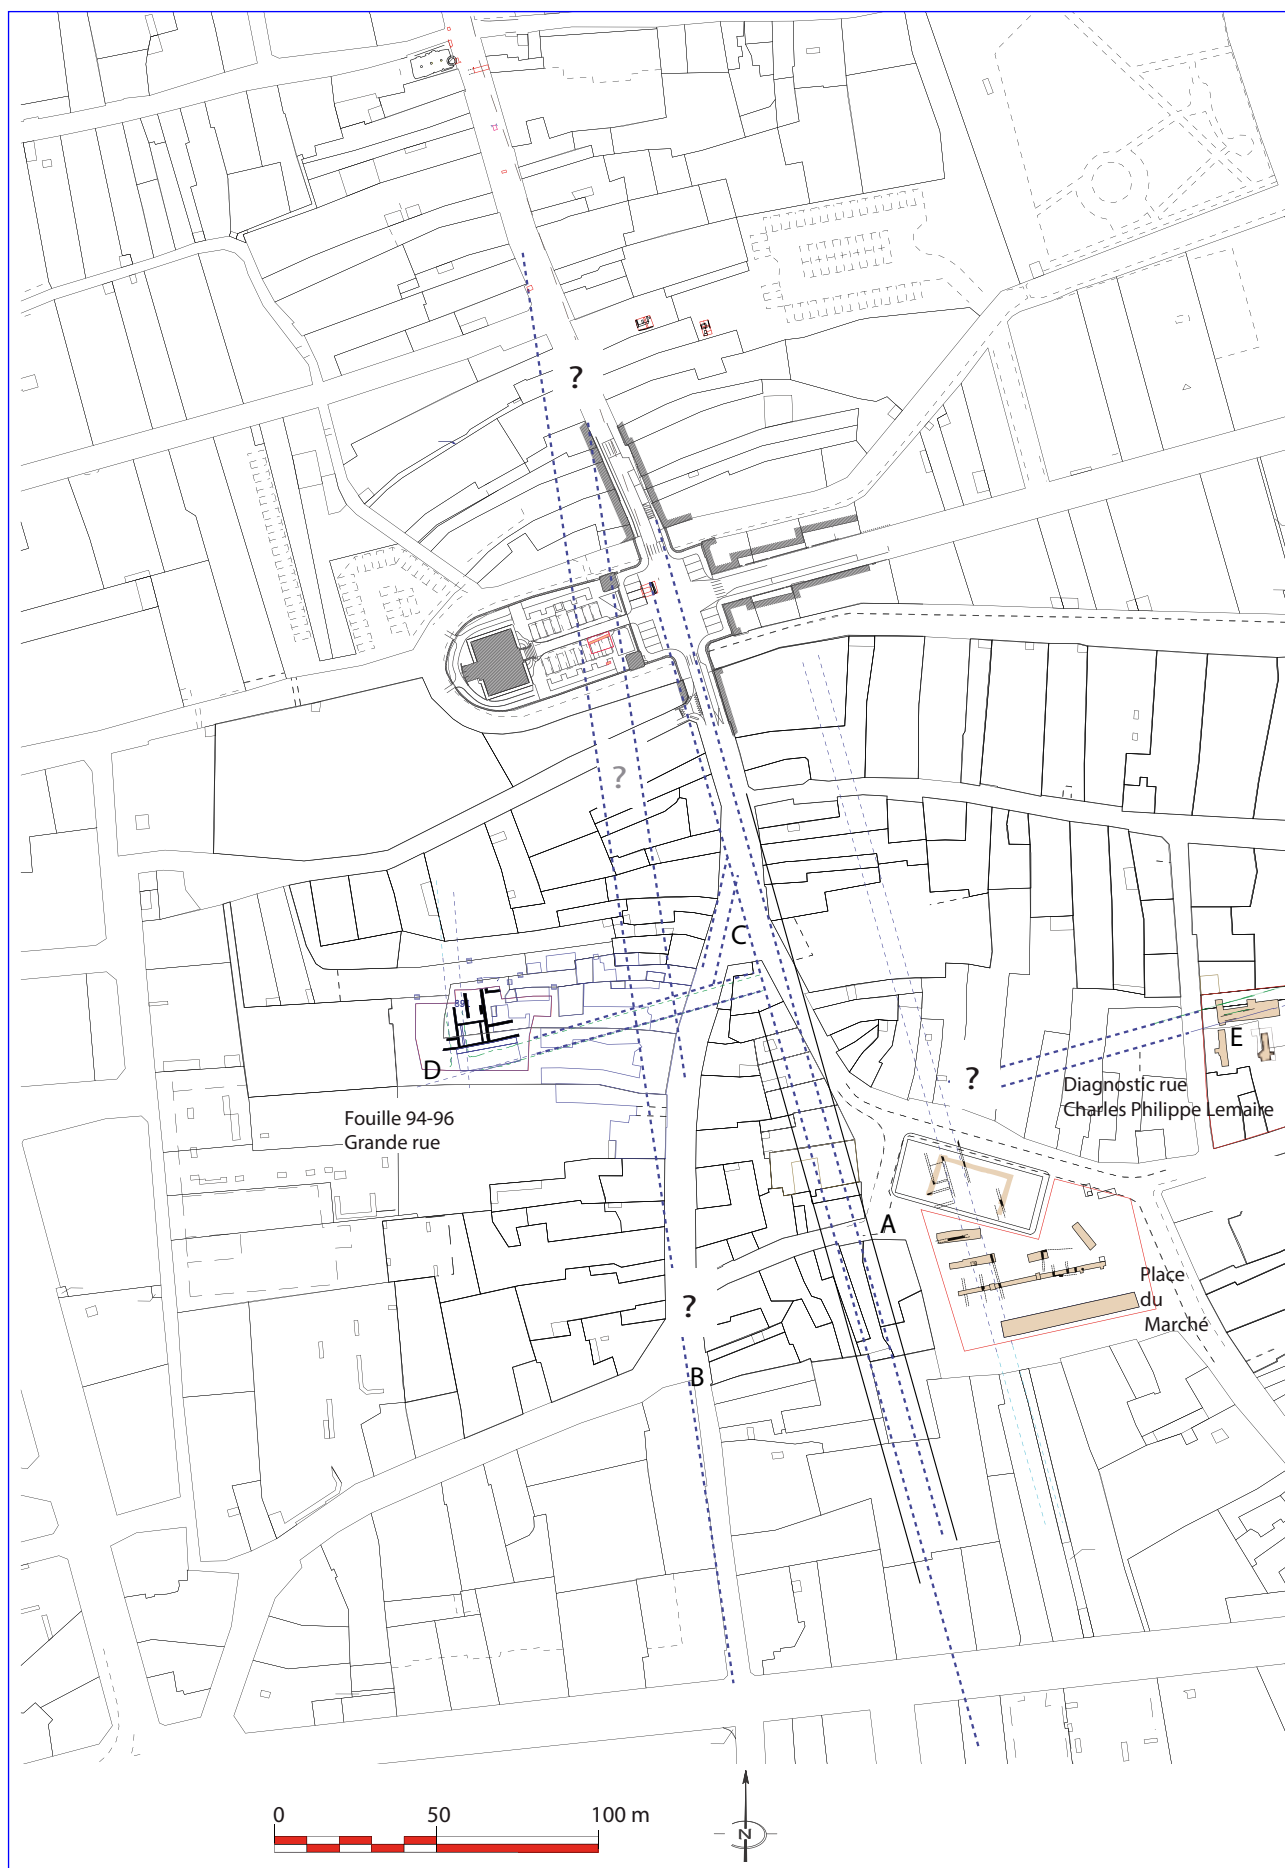 ?
?
C
E
?
D
Diagnostic rue
Charles Philippe Lemaire
Fouille 94-96
Grande rue
A
Place
du
Marché
?
B
0 50 100 m
N